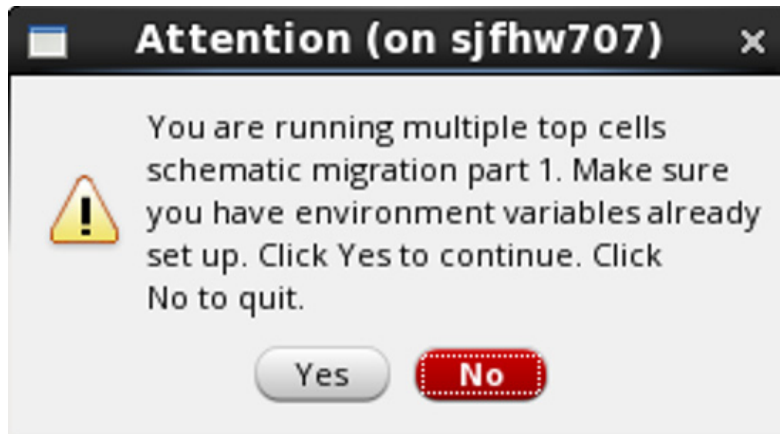 Attention (on sjfhw707)
You are running multiple top cells
schematic migration part 1. Make sure
you have environment variables already
set up. Click Yes to continue. Click
No to quit.
Yes No